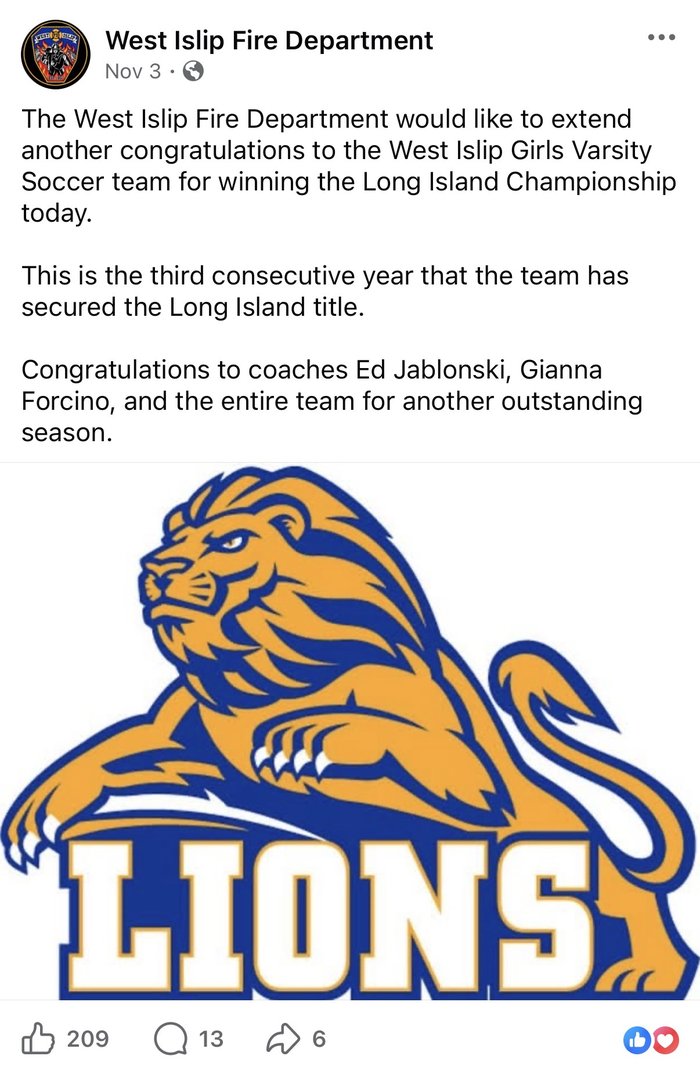 West Islip Fire Department
Nov 3 ·
The West Islip Fire Department would like to extend
another congratulations to the West Islip Girls Varsity
Soccer team for winning the Long Island Championship
today.
This is the third consecutive year that the team has
secured the Long Island title.
Congratulations to coaches Ed Jablonski, Gianna
Forcino, and the entire team for another outstanding
season.
LIONS
209
13
6